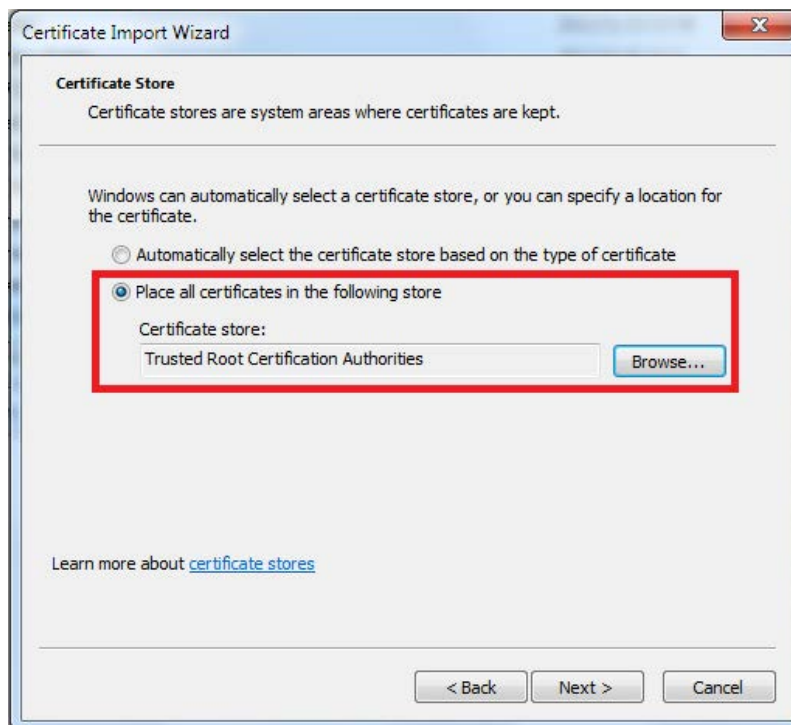 Certificate Import Wizard
Certificate Store
Certificate stores are system areas where certificates are kept.
Windows can automatically select a certificate store, or you can specify a location for
the certificate.
Automatically select the certificate store based on the type of certificate
Place all certificates in the following store
Certificate store:
Trusted Root Certification Authorities
Browse...
Learn more about certificate stores
< Back
Next >
Cancel